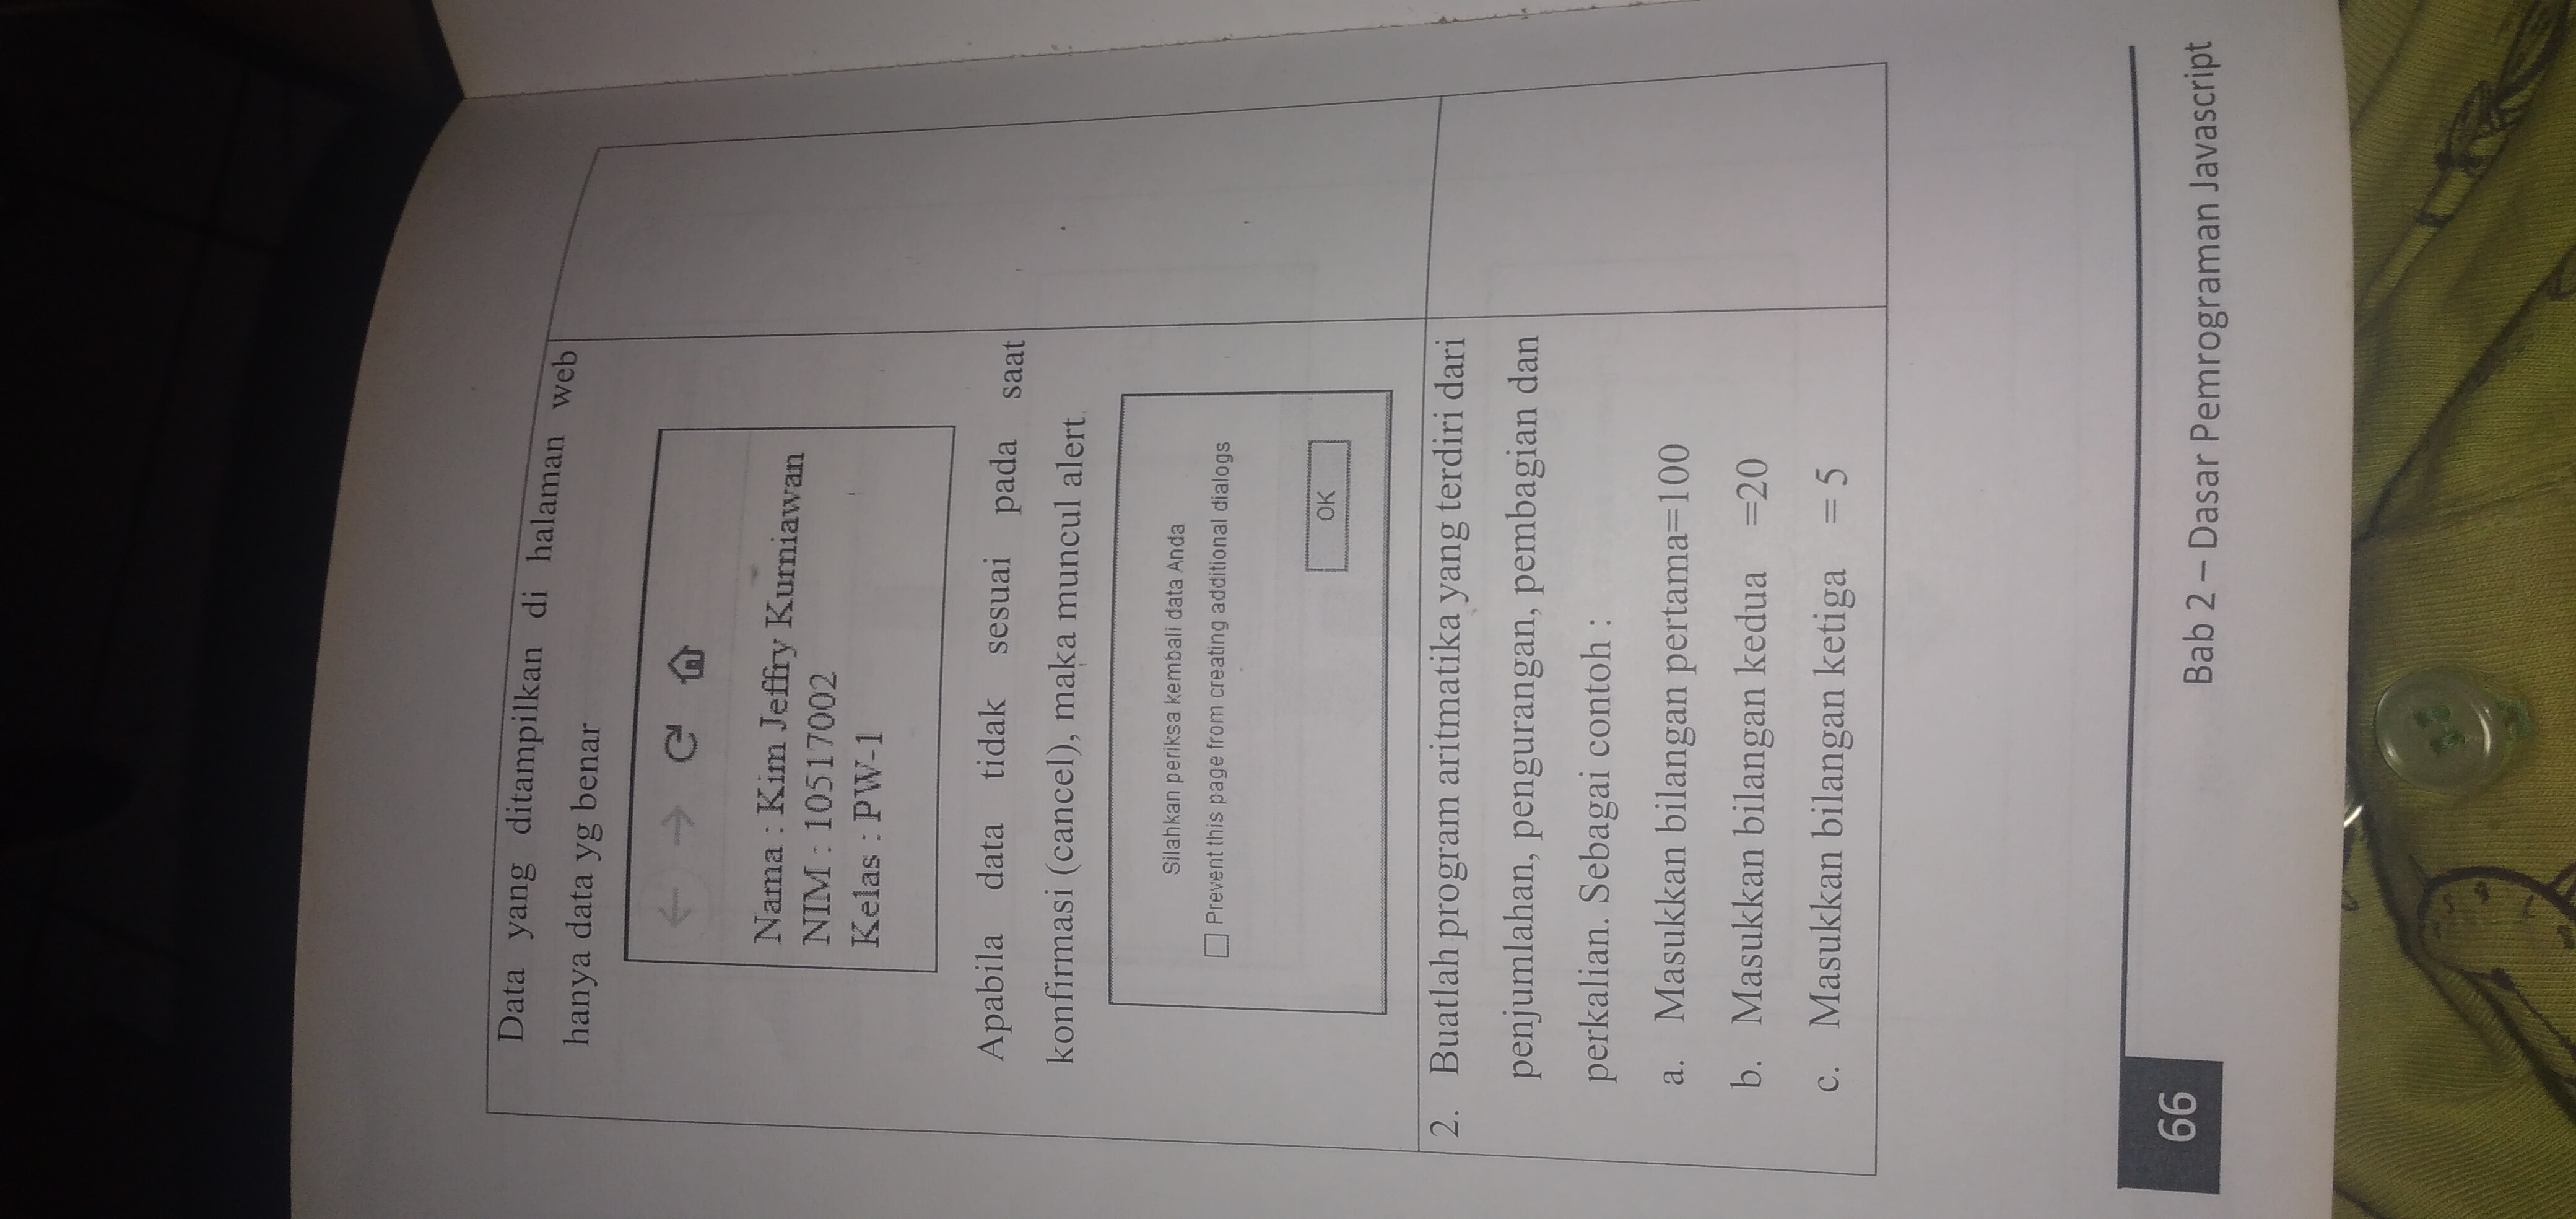 Data yang ditampilkan di halaman web
hanya data yg benar
Nama : Kim Jeffry Kurniawan
NIM : 10517002
Kelas : PW-1
Apabila data tidak sesuai pada saat
konfirmasi (cancel), maka muncul alert
Silahkan periksa kembali data Anda
Prevent this page from creating additional dialogs
OK
2. Buatlah program aritmatika yang terdiri dari
penjumlahan, pengurangan, pembagian dan
perkalian. Sebagai contoh :
a. Masukkan bilangan pertama=100
b. Masukkan bilangan kedua =20
c. Masukkan bilangan ketiga = 5
66
Bab 2 – Dasar Pemrograman Javascript